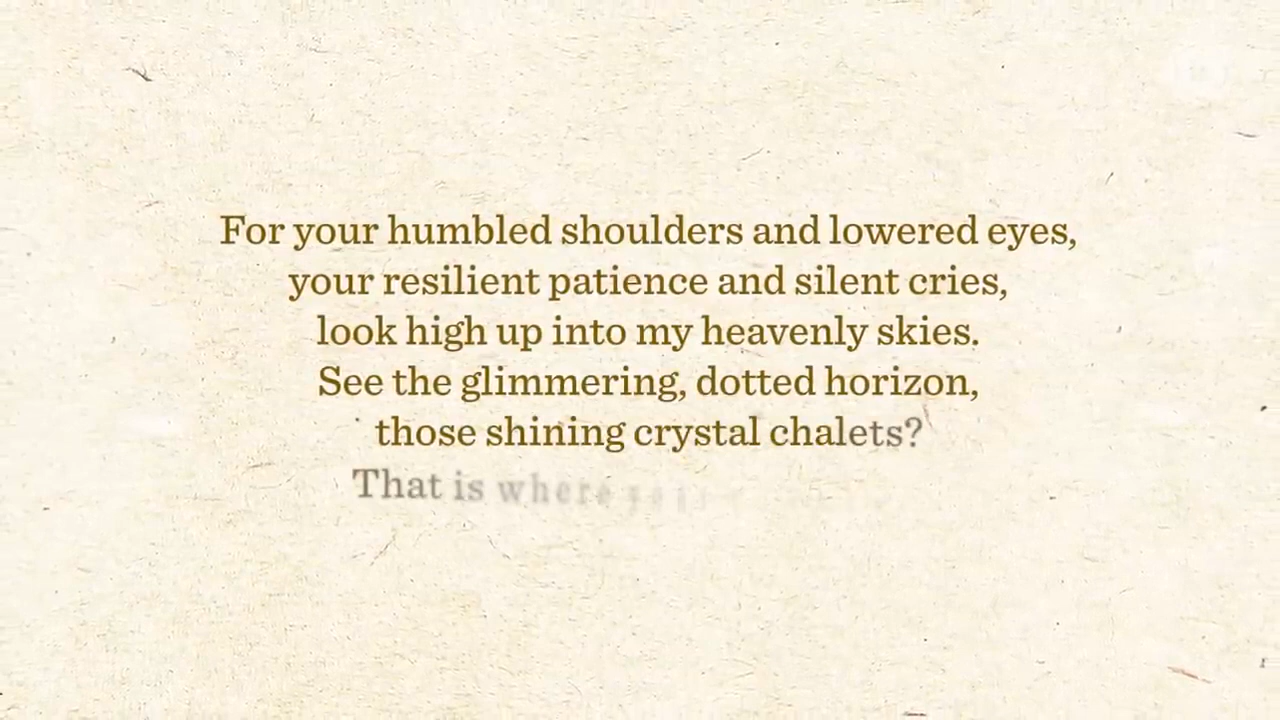 For your humbled shoulders and lowered eyes,
your resilient patience and silent cries,
look high up into my heavenly skies.
See the glimmering, dotted horizon,
those shining crystal chalets?
That is where